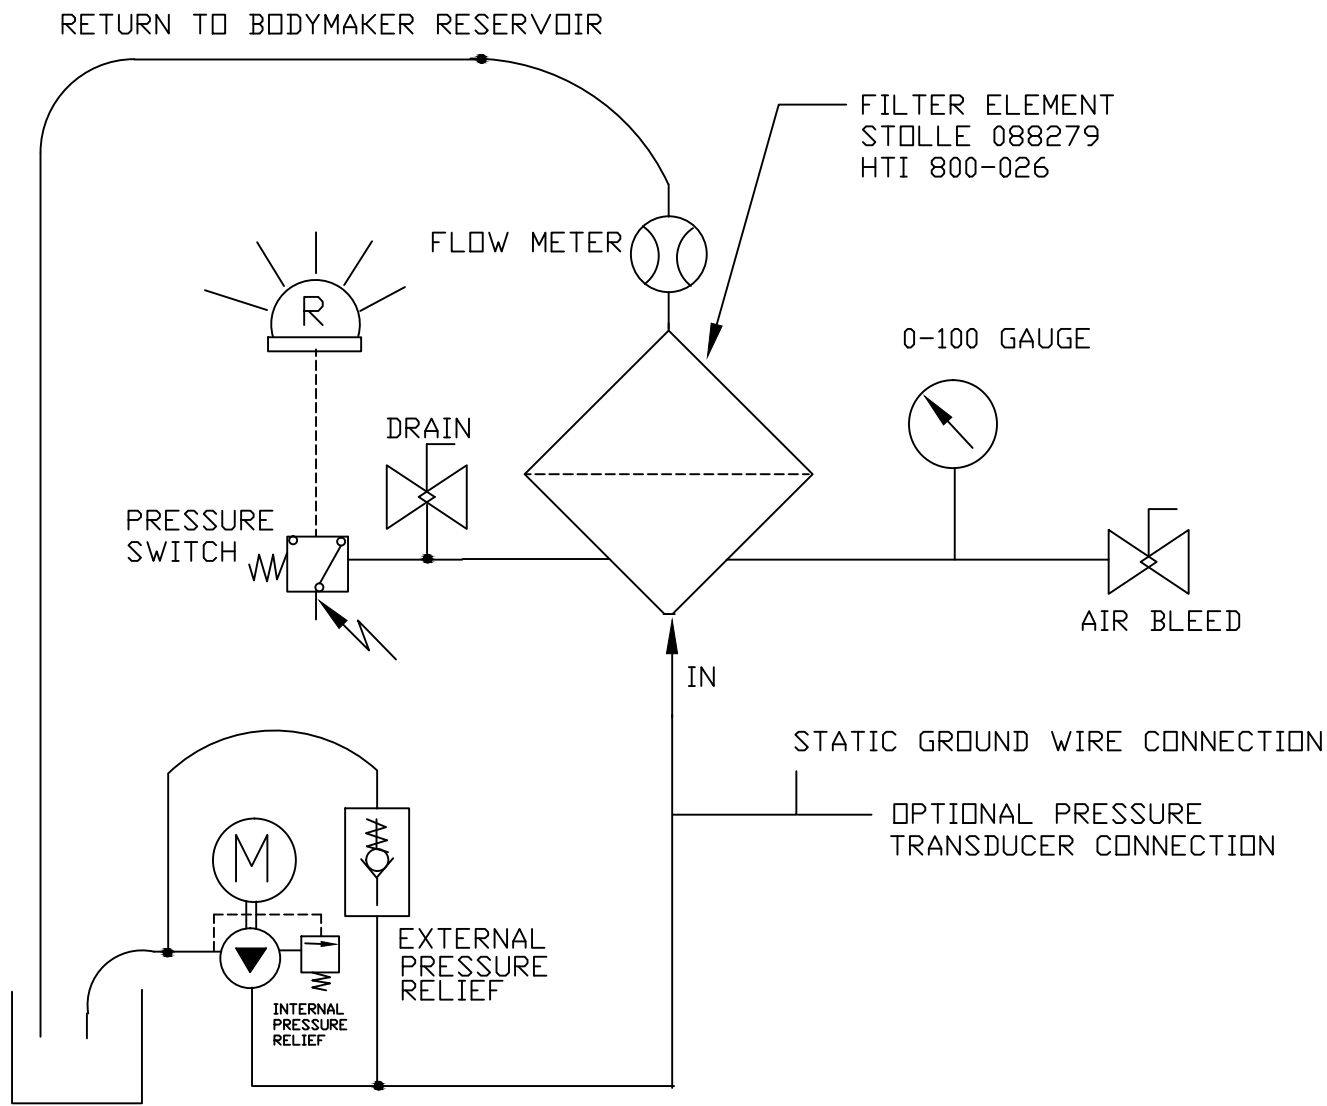 RETURN TO BODYMAKER RESERVOIR
FILTER ELEMENT
STOLLE 088279
HTI 800-026
FLOW METER
R
0-100 GAUGE
DRAIN
PRESSURE
SWITCH
AIR BLEED
IN
STATIC GROUND WIRE CONNECTION
OPTIONAL PRESSURE
TRANSDUCER CONNECTION
M
EXTERNAL
PRESSURE
RELIEF
INTERNAL
PRESSURE
RELIEF